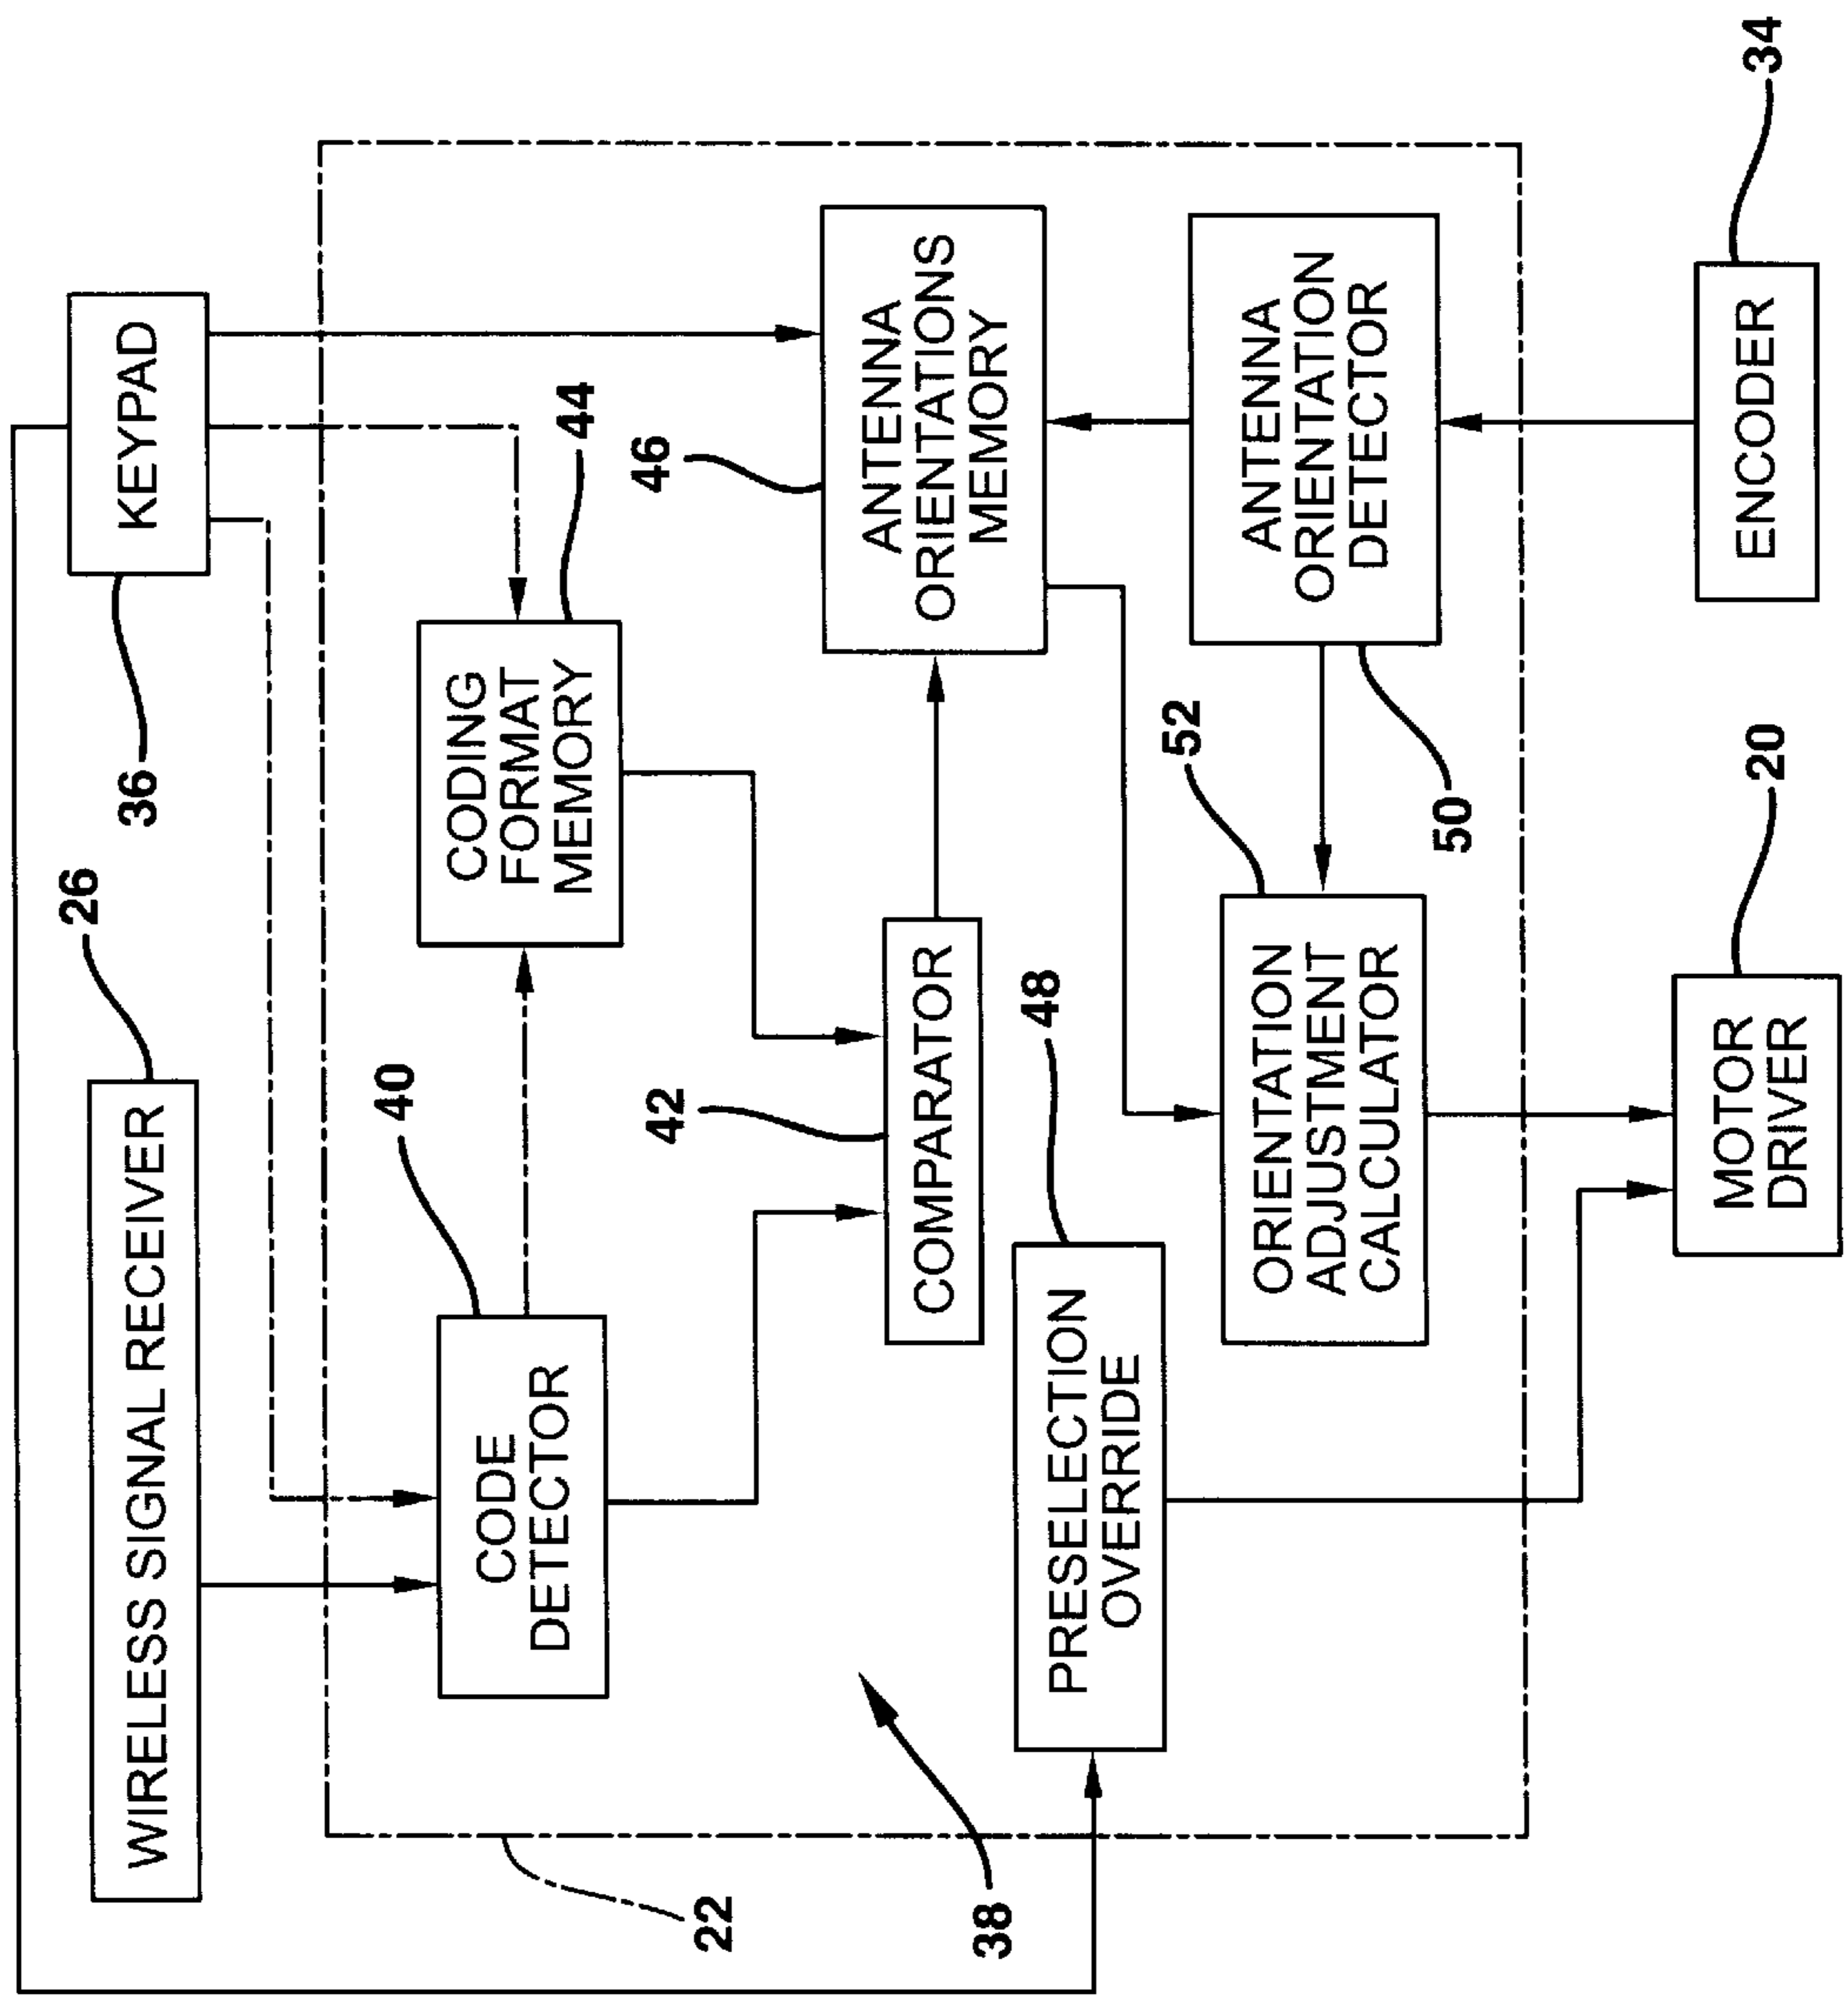 WIRELESS SIGNAL RECEIVER
26
36
KEYPAD
22
40
CODE
DETECTOR
CODING
FORMAT
MEMORY
44
38
42
COMPARATOR
46
ANTENNA
ORIENTATIONS
MEMORY
48
PRESELECTION
OVERRIDE
52
ORIENTATION
ADJUSTMENT
CALCULATOR
50
ANTENNA
ORIENTATION
DETECTOR
MOTOR
DRIVER
20
ENCODER
34